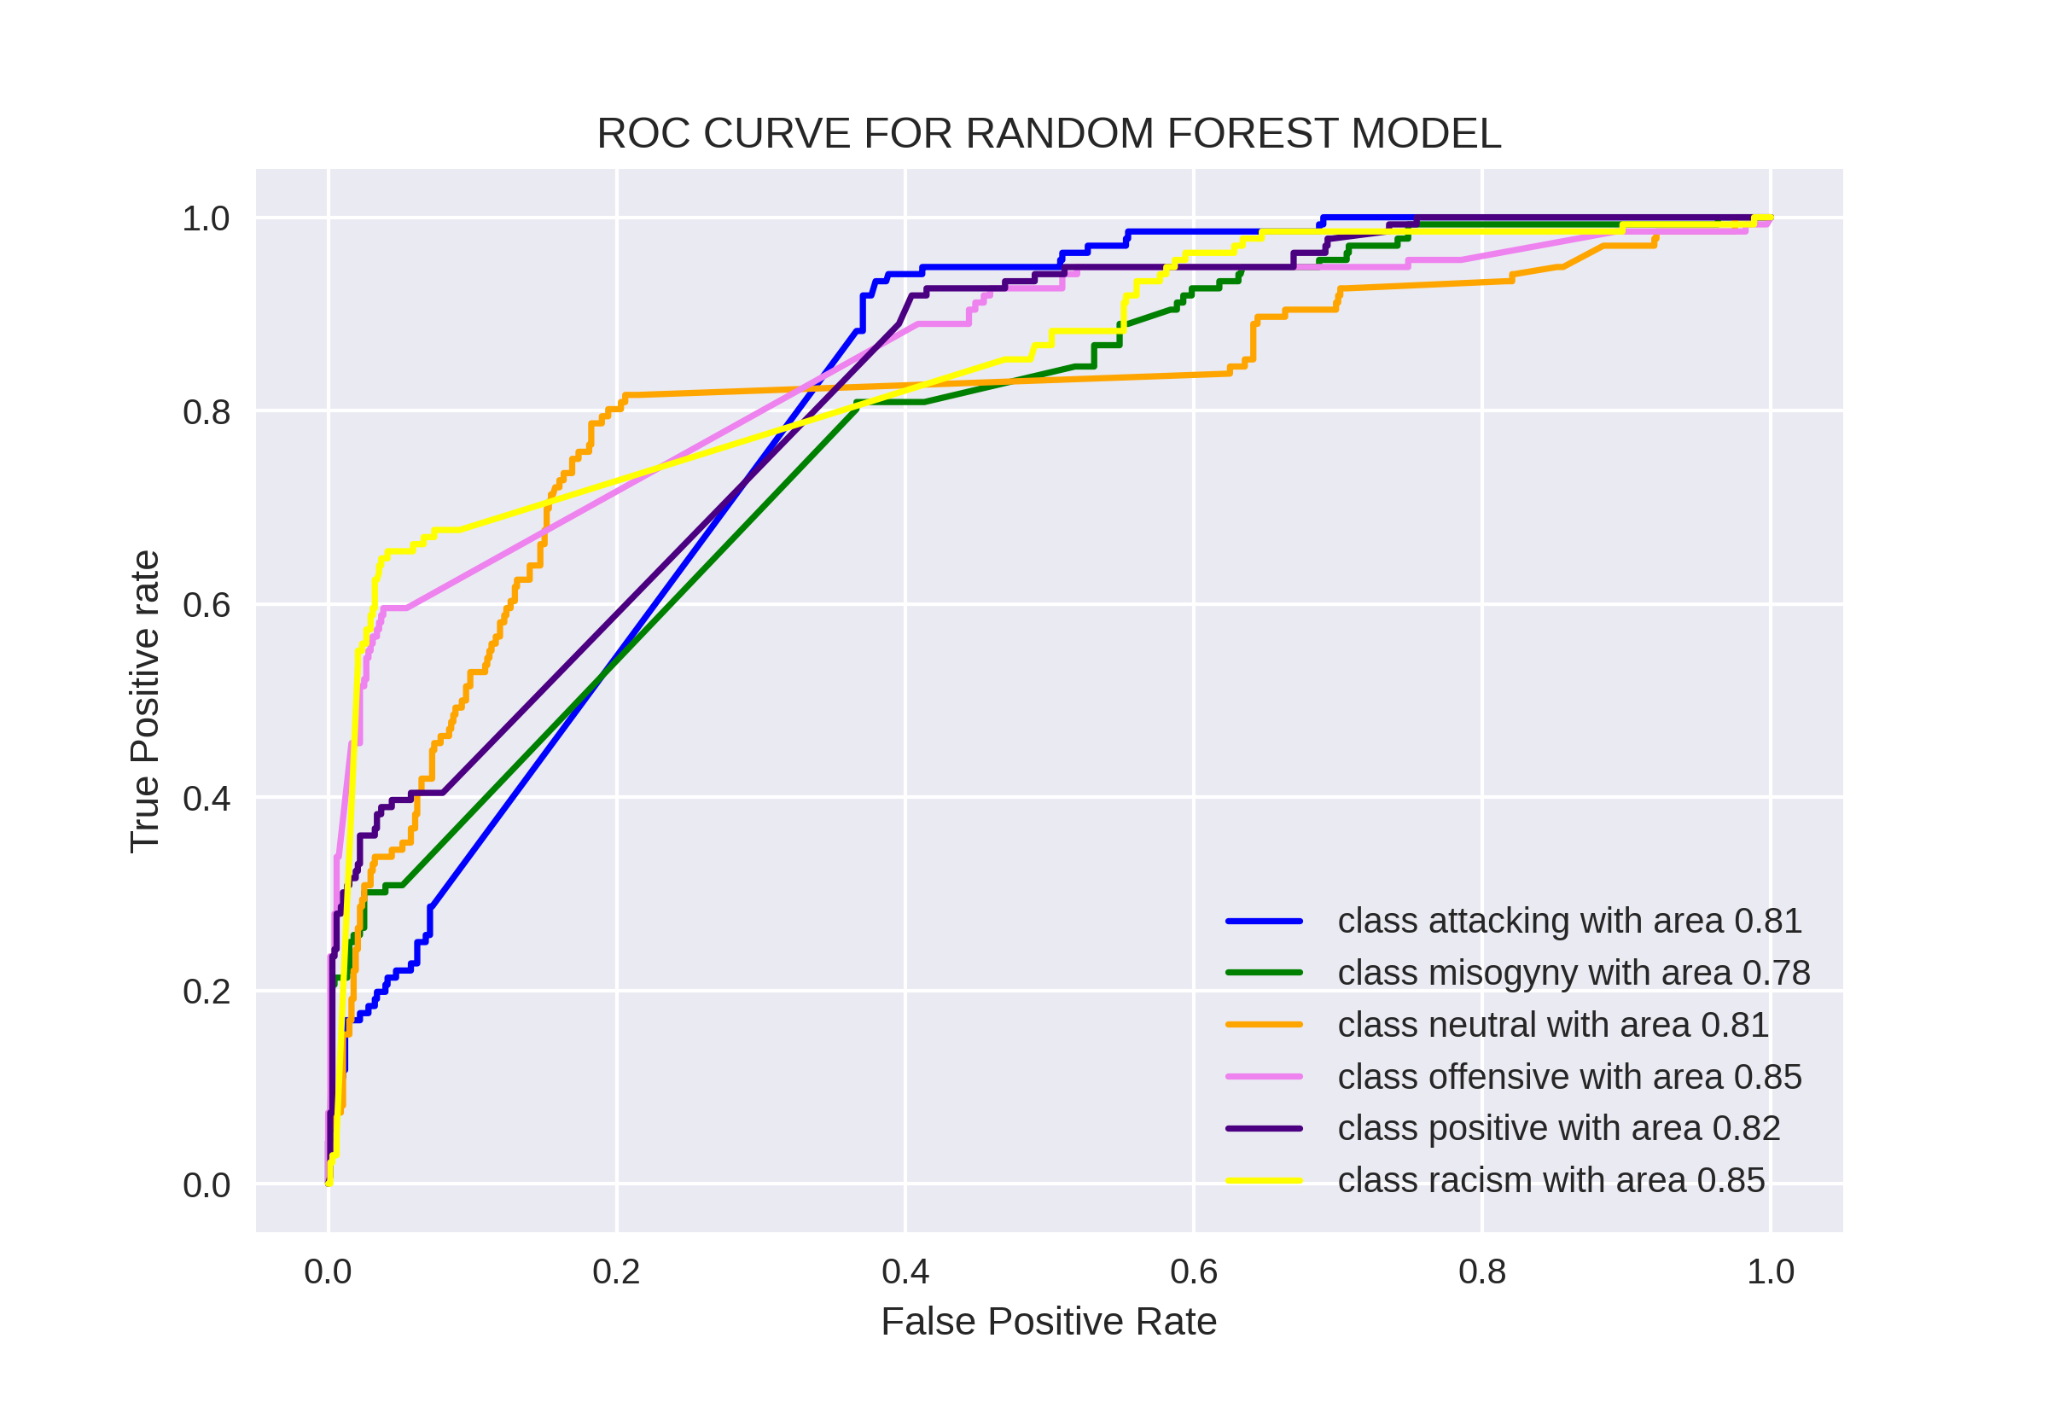 ROC CURVE FOR RANDOM FOREST MODEL
1.0
0.8
0.6
0.4
0.2
0.0
True Positive rate
class attacking with area 0.81
class misogyny with area 0.78
class neutral with area 0.81
class offensive with area 0.85
class positive with area 0.82
class racism with area 0.85
0.0 0.2 0.4 0.6 0.8 1.0
False Positive Rate